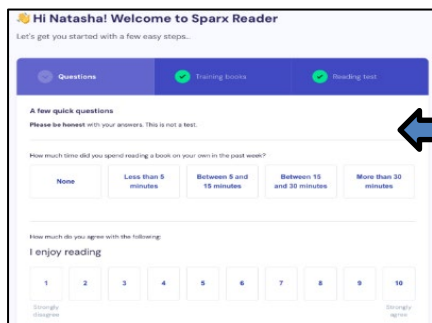 👋 Hi Natasha! Welcome to Sparx Reader
Let's get you started with a few easy steps...
Questions
Training books
Reading test
A few quick questions
Please be honest with your answers. This is not a test.
How much time did you spend reading a book on your own in the past week?
None
Less than 5
minutes
Between 5 and
15 minutes
Between 15
and 30 minutes
More than 30
minutes
How much do you agree with the following:
I enjoy reading
1 2 3 4 5 6 7 8 9 10
Strongly
disagree
Strongly
agree